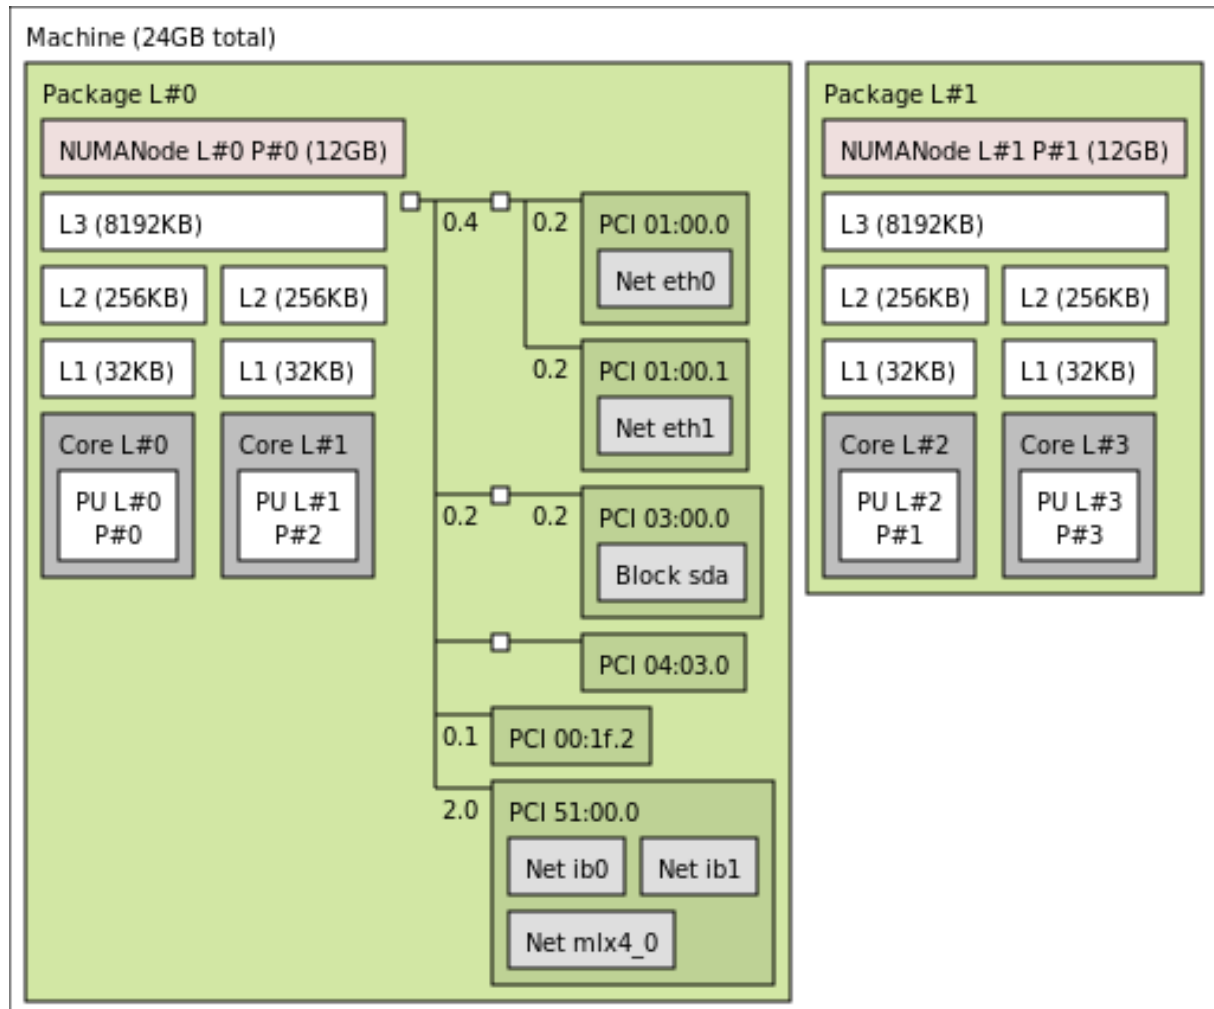 Machine (24GB total)
Package L#0
NUMANode L#0 P#0 (12GB)
L3 (8192KB)
L2 (256KB)
L2 (256KB)
L1 (32KB)
L1 (32KB)
Core L#0
PU L#0
P#0
Core L#1
PU L#1
P#2
0.4
0.2
PCI 01:00.0
Net eth0
0.2
PCI 01:00.1
Net eth1
0.2
0.2
PCI 03:00.0
Block sda
PCI 04:03.0
0.1
PCI 00:1f.2
2.0
PCI 51:00.0
Net ib0
Net ib1
Net mlx4_0
Package L#1
NUMANode L#1 P#1 (12GB)
L3 (8192KB)
L2 (256KB)
L2 (256KB)
L1 (32KB)
L1 (32KB)
Core L#2
PU L#2
P#1
Core L#3
PU L#3
P#3